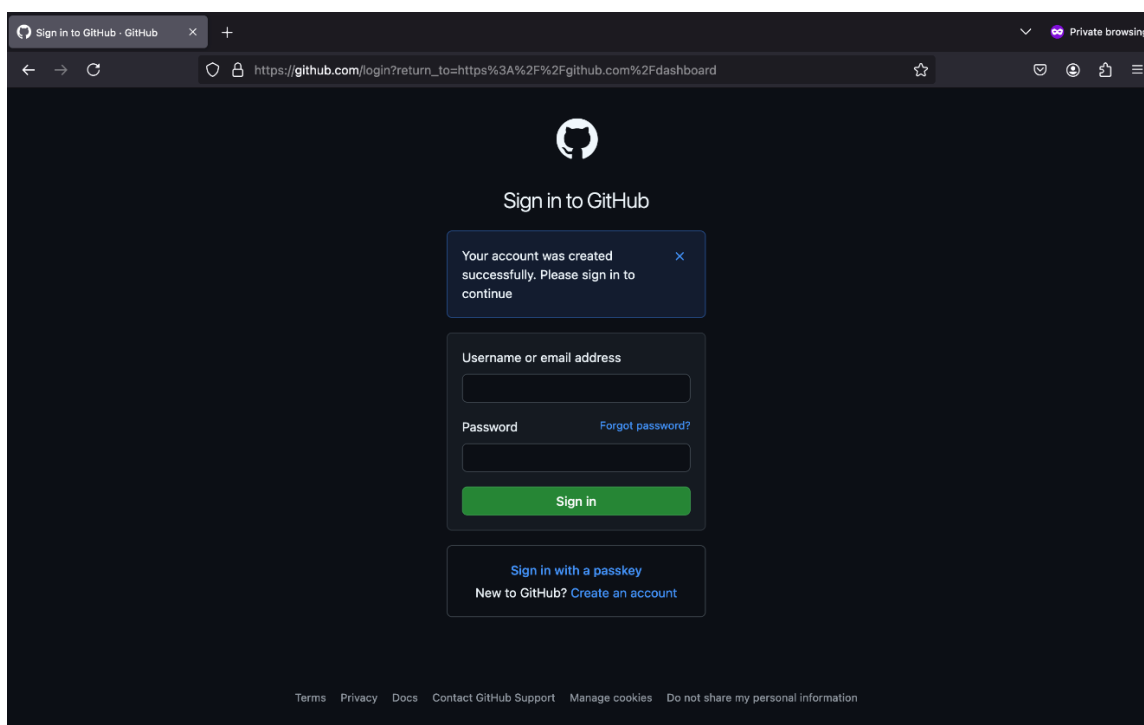 Sign in to GitHub · GitHub
Private browsing
https://github.com/login?return_to=https%3A%2F%2Fgithub.com%2Fdashboard
Sign in to GitHub
Your account was created
successfully. Please sign in to
continue
Username or email address
Password Forgot password?
Sign in
Sign in with a passkey
New to GitHub? Create an account
Terms Privacy Docs Contact GitHub Support Manage cookies Do not share my personal information